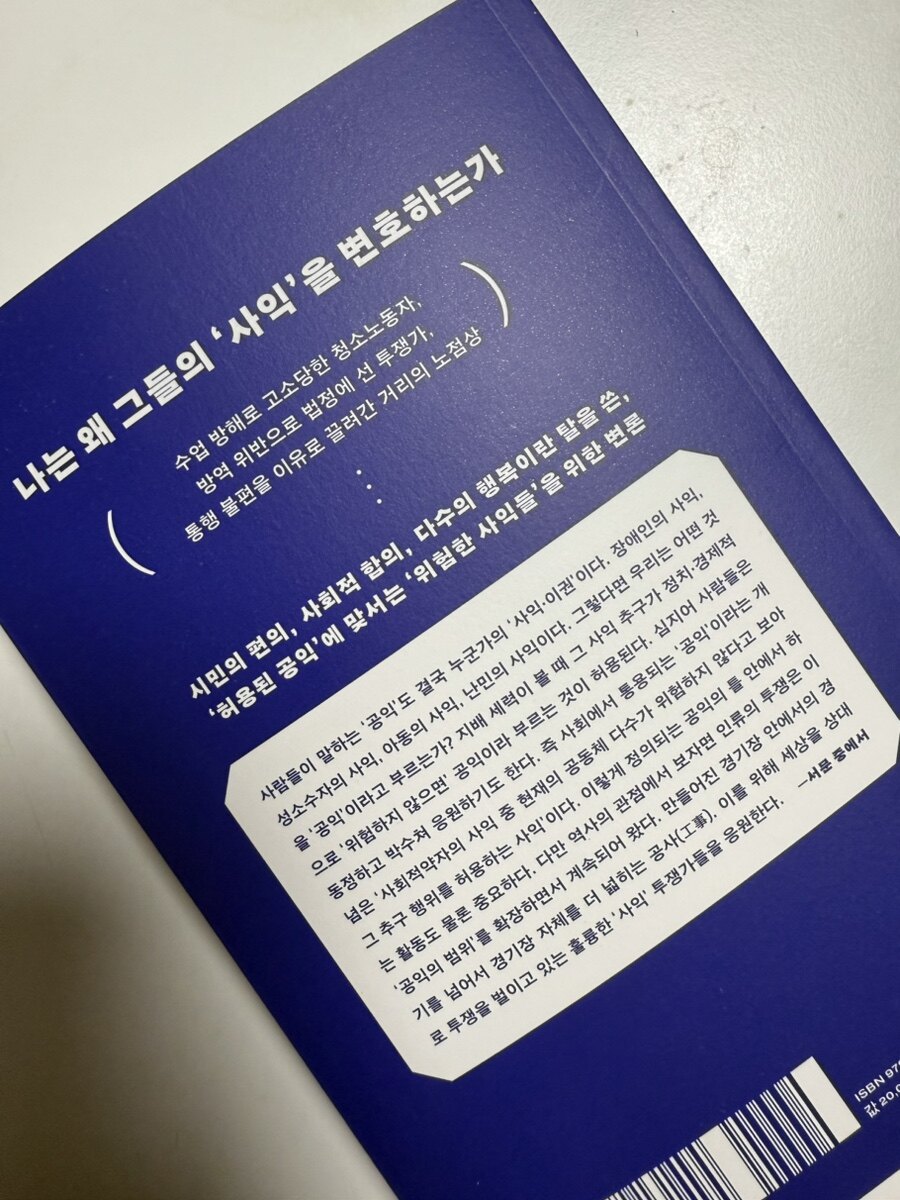 나는 왜 그들의 ‘사익’을 변호하는가
수업 방해로 고소당한 청소노동자,
방역 위반으로 법정에 선 투쟁가,
통행 불편을 이유로 끌려간 거리의 노점상
시민의 편의, 사회적 합의, 다수의 행복이란 탈을 쓴,
‘허용된 공익’에 맞서는 ‘위험한 사익들’을 위한 변론
사람들이 말하는 ‘공익’도 결국 누군가의 ‘사익·이권’이다. 장애인의 사익,
성소수자의 사익, 아동의 사익, 난민의 사익이다. 그렇다면 우리는 어떤 것
을 ‘공익’이라고 부르는가? 지배 세력이 볼 때 그 사익 추구가 정치·경제적
으로 ‘위험하지 않으면’ 공익이라 부르는 것이 허용된다. 심지어 사람들은
동정하고 박수쳐 응원하기도 한다. 즉 사회에서 통용되는 ‘공익’이라는 개
념은 ‘사회적약자의 사익 중 현재의 공동체 다수가 위험하지 않다고 보아
그 추구 행위를 허용하는 사익’이다. 이렇게 정의되는 공익의 틀 안에서 하
는 활동도 물론 중요하다. 다만 역사의 관점에서 보자면 인류의 투쟁은 이
‘공익의 범위’를 확장하면서 계속되어 왔다. 만들어진 경기장 안에서의 경
기를 넘어서 경기장 자체를 더 넓히는 공사(工事). 이를 위해 세상을 상대
로 투쟁을 벌이고 있는 훌륭한 ‘사익’ 투쟁가들을 응원한다.
—서문 중에서
ISBN 97
값 20,0